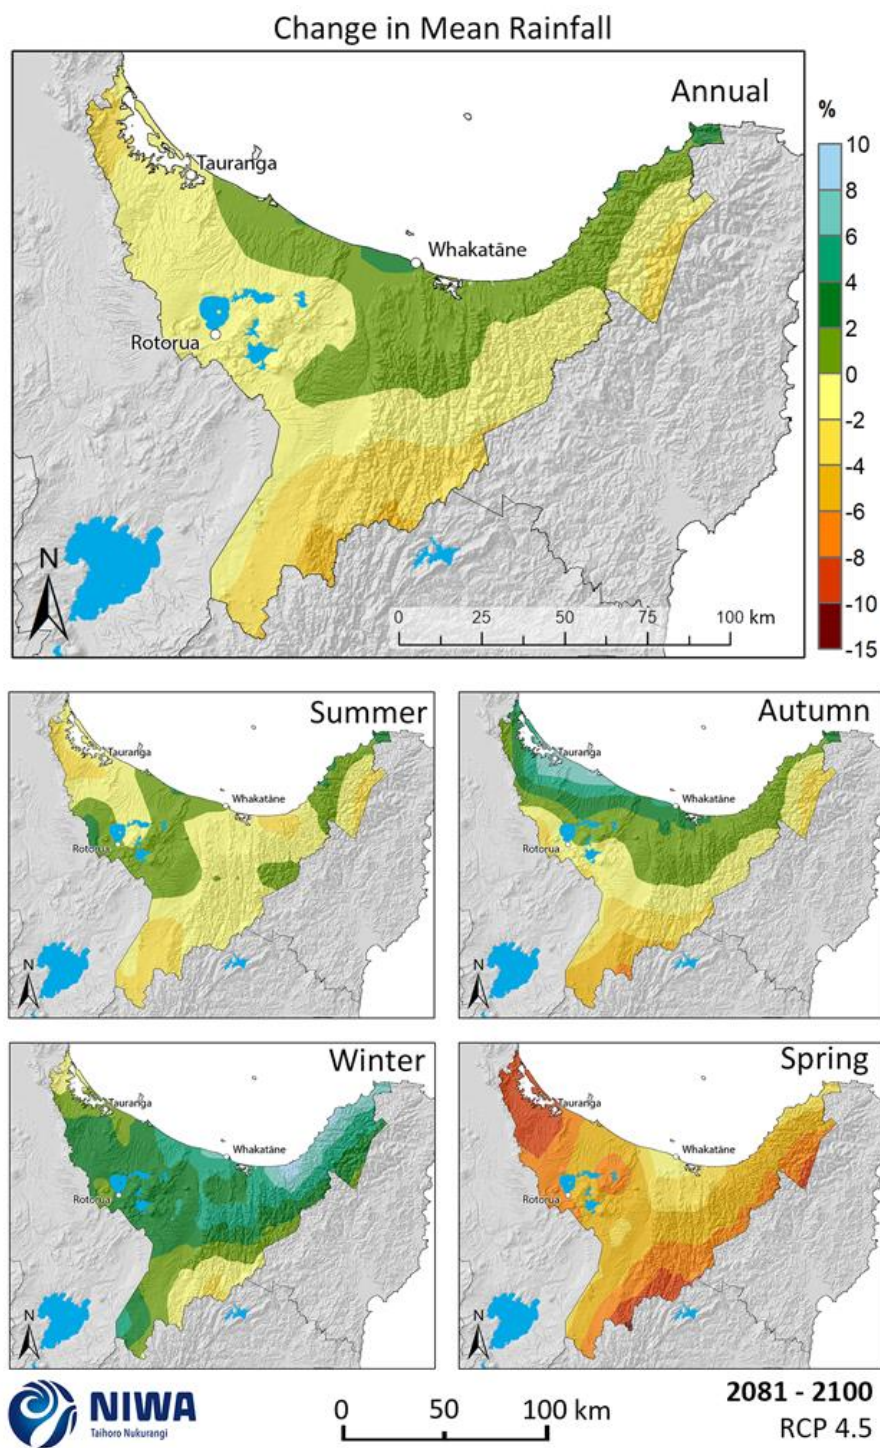 Change in Mean Rainfall
Annual
%
10
8
6
4
2
0
-2
-4
-6
-8
-10
-15
Tauranga
Whakatāne
Rotorua
N
0 25 50 75 100 km
Summer
Tauranga
Whakatāne
Rotorua
N
Autumn
Tauranga
Whakatāne
Rotorua
N
Winter
Tauranga
Whakatāne
Rotorua
N
Spring
Tauranga
Whakatāne
Rotorua
N
NIWA
Taihoro Nukurangi
0 50 100 km
2081 - 2100
RCP 4.5